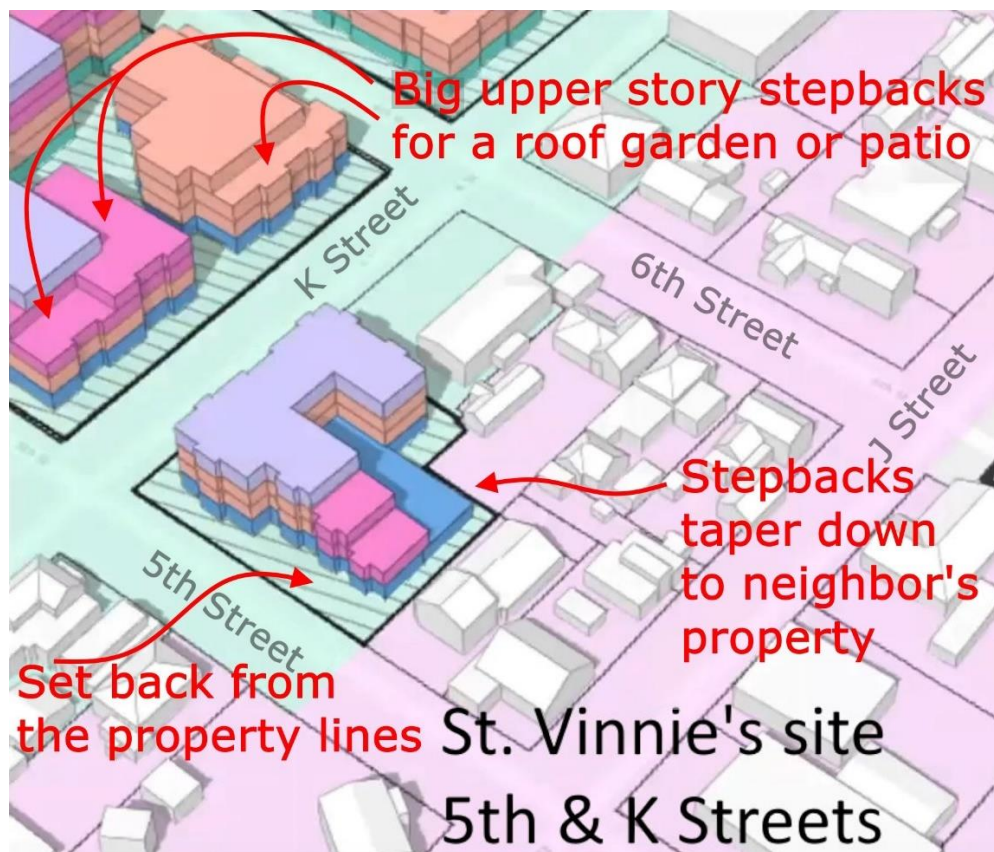 Big upper story stepbacks
for a roof garden or patio
K Street
6th Street
J Street
Stepbacks
taper down
to neighbor's
property
5th Street
Set back from
the property lines
St. Vinnie's site
5th & K Streets